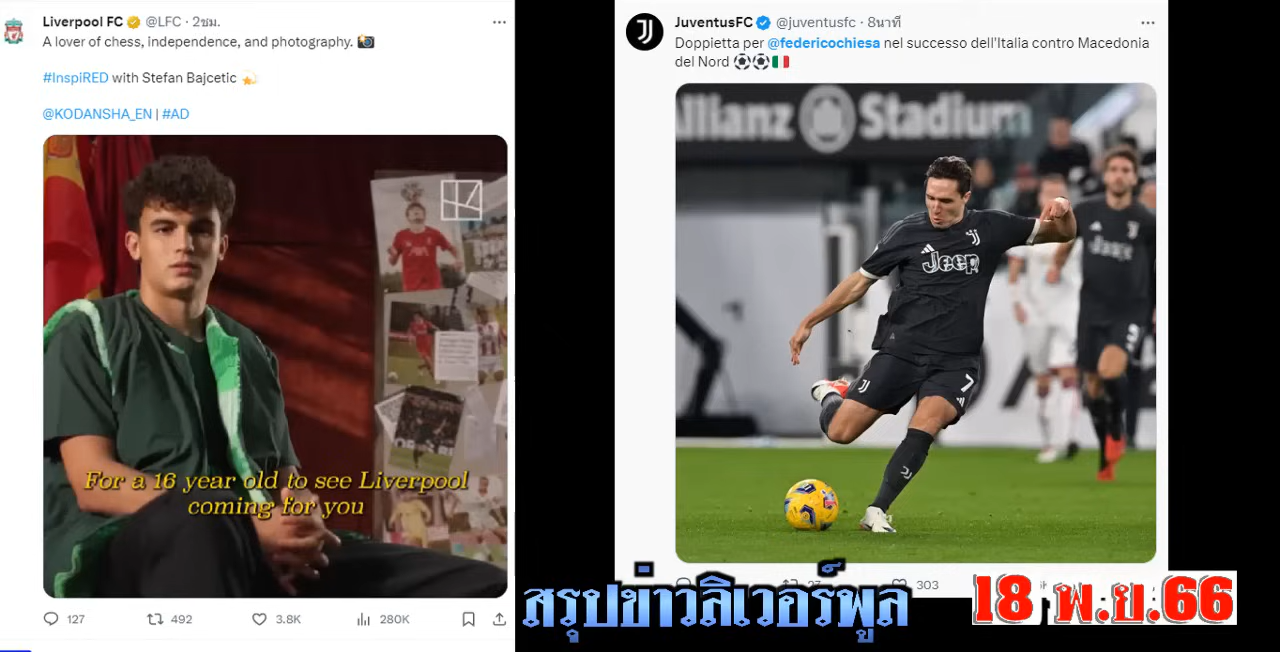 Liverpool FC @LFC · 2ชม.
A lover of chess, independence, and photography.
#InspiRED with Stefan Bajcetic
@KODANSHA_EN | #AD
For a 16 year old to see Liverpool
coming for you
127 492 3.8K 280K
JuventusFC @juventusfc · 8นาที
Doppietta per @federicochiesa nel successo dell'Italia contro Macedonia
del Nord
Allianz Stadium
Jeep
Jeep
7
303
สรุปข่าวลิเวอร์พูล
18 พ.ย.66